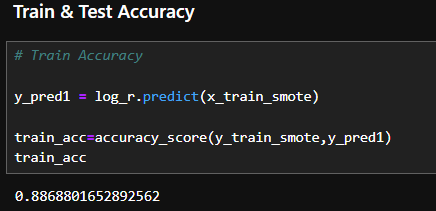 Train & Test Accuracy
# Train Accuracy
y_pred1 = log_r.predict(x_train_smote)
train_acc=accuracy_score(y_train_smote,y_pred1)
train_acc
0.8868801652892562